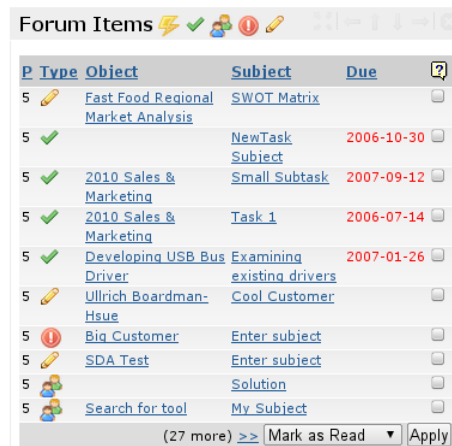 Forum Items
P Type Object Subject Due
5 Fast Food Regional SWOT Matrix
Market Analysis
5 NewTask 2006-10-30
Subject
5 2010 Sales & Small Subtask 2007-09-12
Marketing
5 2010 Sales & Task 1 2006-07-14
Marketing
5 Developing USB Bus Examining 2007-01-26
Driver existing drivers
5 Ullrich Boardman- Cool Customer
Hsue
5 Big Customer Enter subject
5 SDA Test Enter subject
5 Solution
5 Search for tool My Subject
(27 more) >> Mark as Read Apply